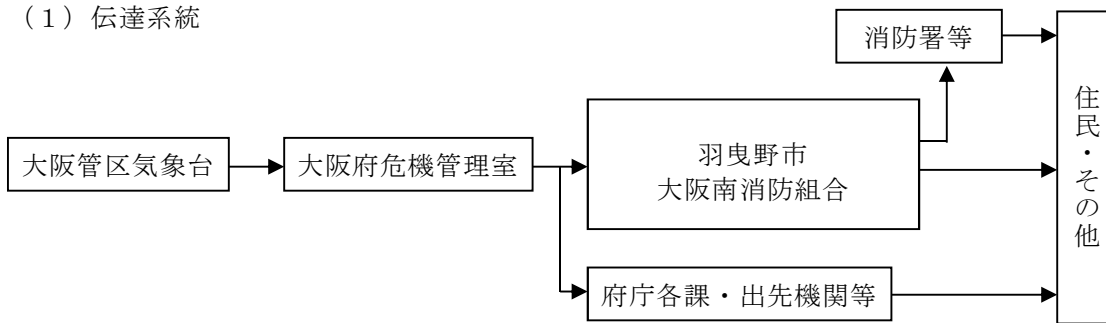 （１）伝達系統
消防署等
大阪管区気象台
大阪府危機管理室
羽曳野市
大阪南消防組合
府庁各課・出先機関等
住民・その他